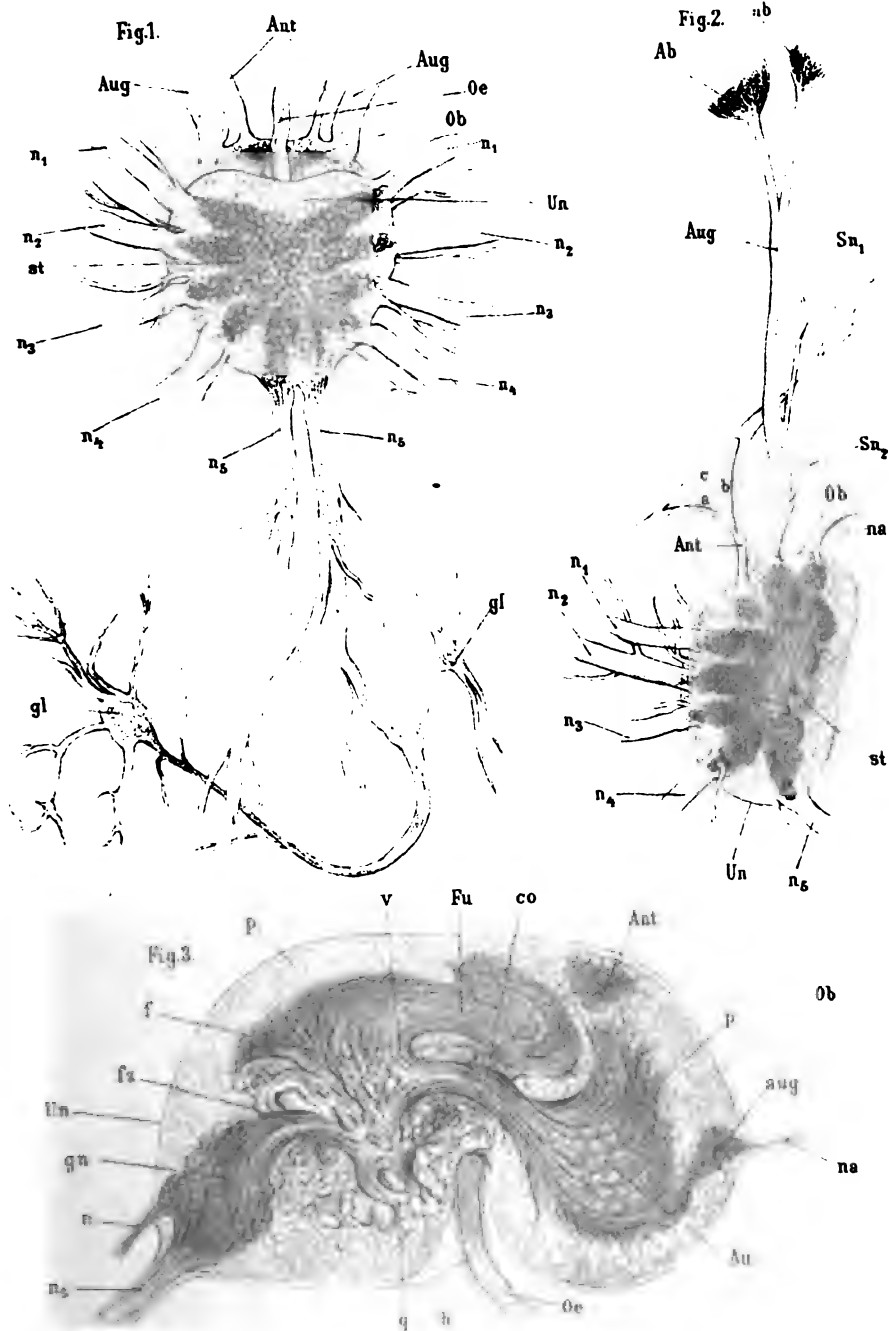 Fig.1.
Ant
Aug
Aug
Oe
Ob
n₁
n₁
Un
n₂
n₂
st
n₃
n₃
n₄
n₄
n₅
n₅
gl
gl
Fig.2.
Ab
Aug
Sn₁
Sn₂
c
b
a
Ob
na
Ant
n₁
n₂
n₃
st
n₄
Un
n₅
Fig.3.
p
v
Fu
co
Ant
Ob
f
p
fs
aug
Un
gn
na
n
Au
n₅
Oe
g
h